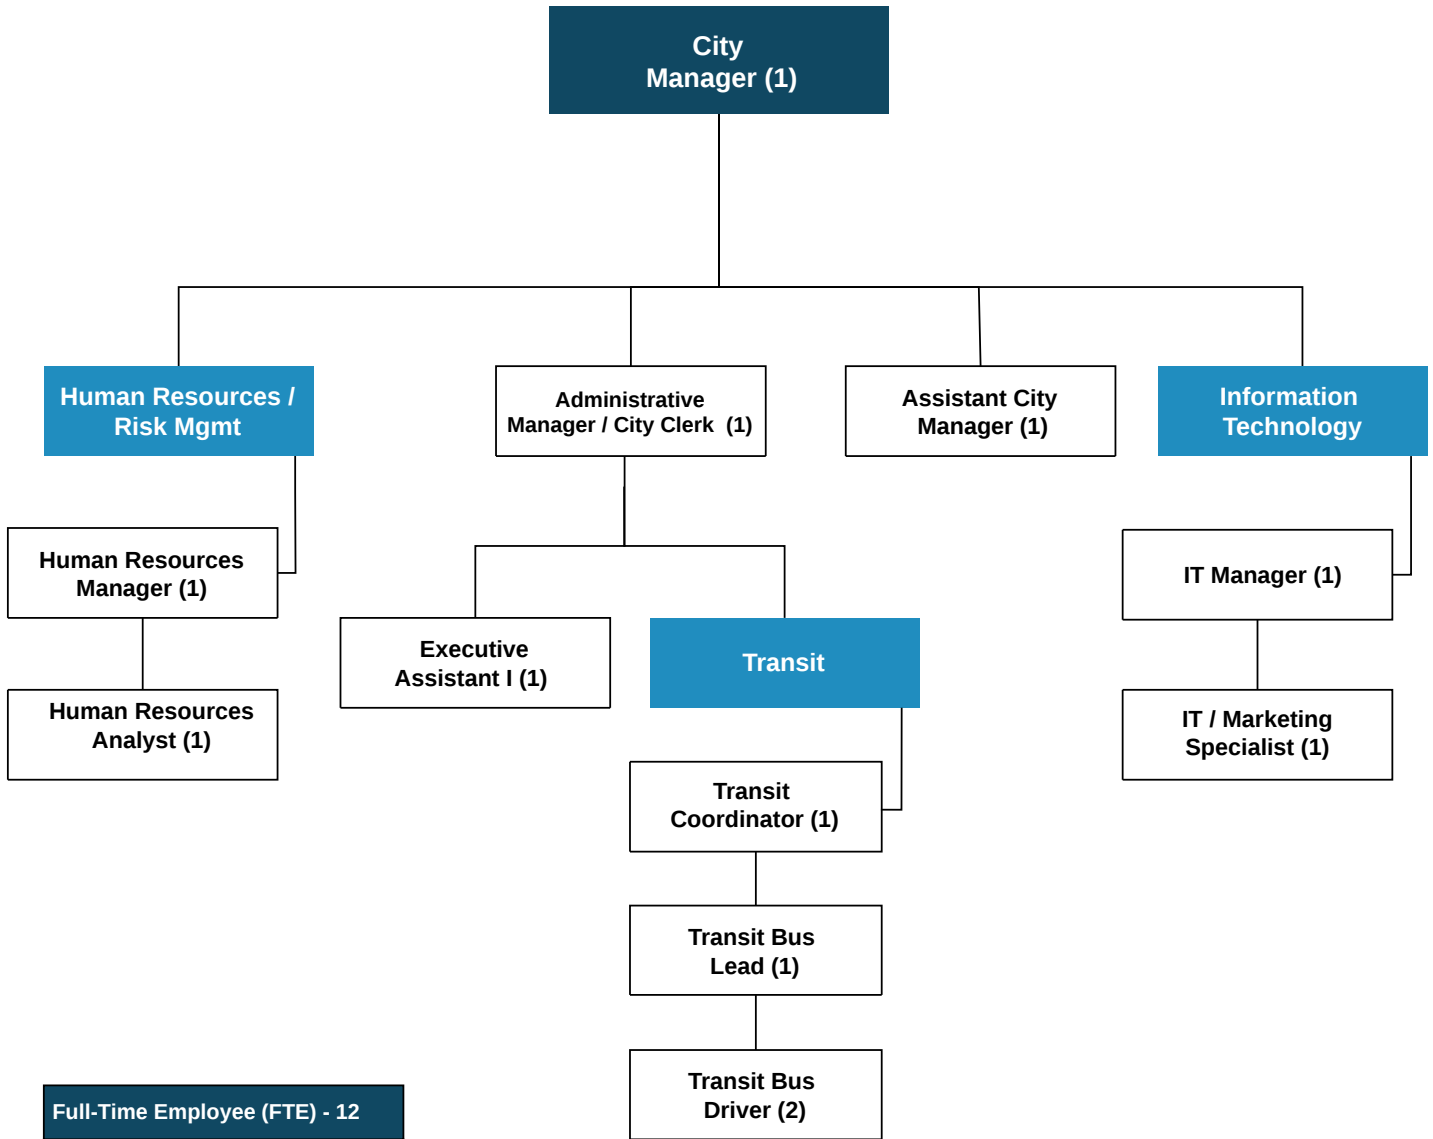 City
Manager (1)
Human Resources /
Risk Mgmt
Administrative
Manager / City Clerk (1)
Assistant City
Manager (1)
Information
Technology
Human Resources
Manager (1)
IT Manager (1)
Executive
Assistant I (1)
Transit
Human Resources
Analyst (1)
IT / Marketing
Specialist (1)
Transit
Coordinator (1)
Transit Bus
Lead (1)
Transit Bus
Driver (2)
Full-Time Employee (FTE) - 12